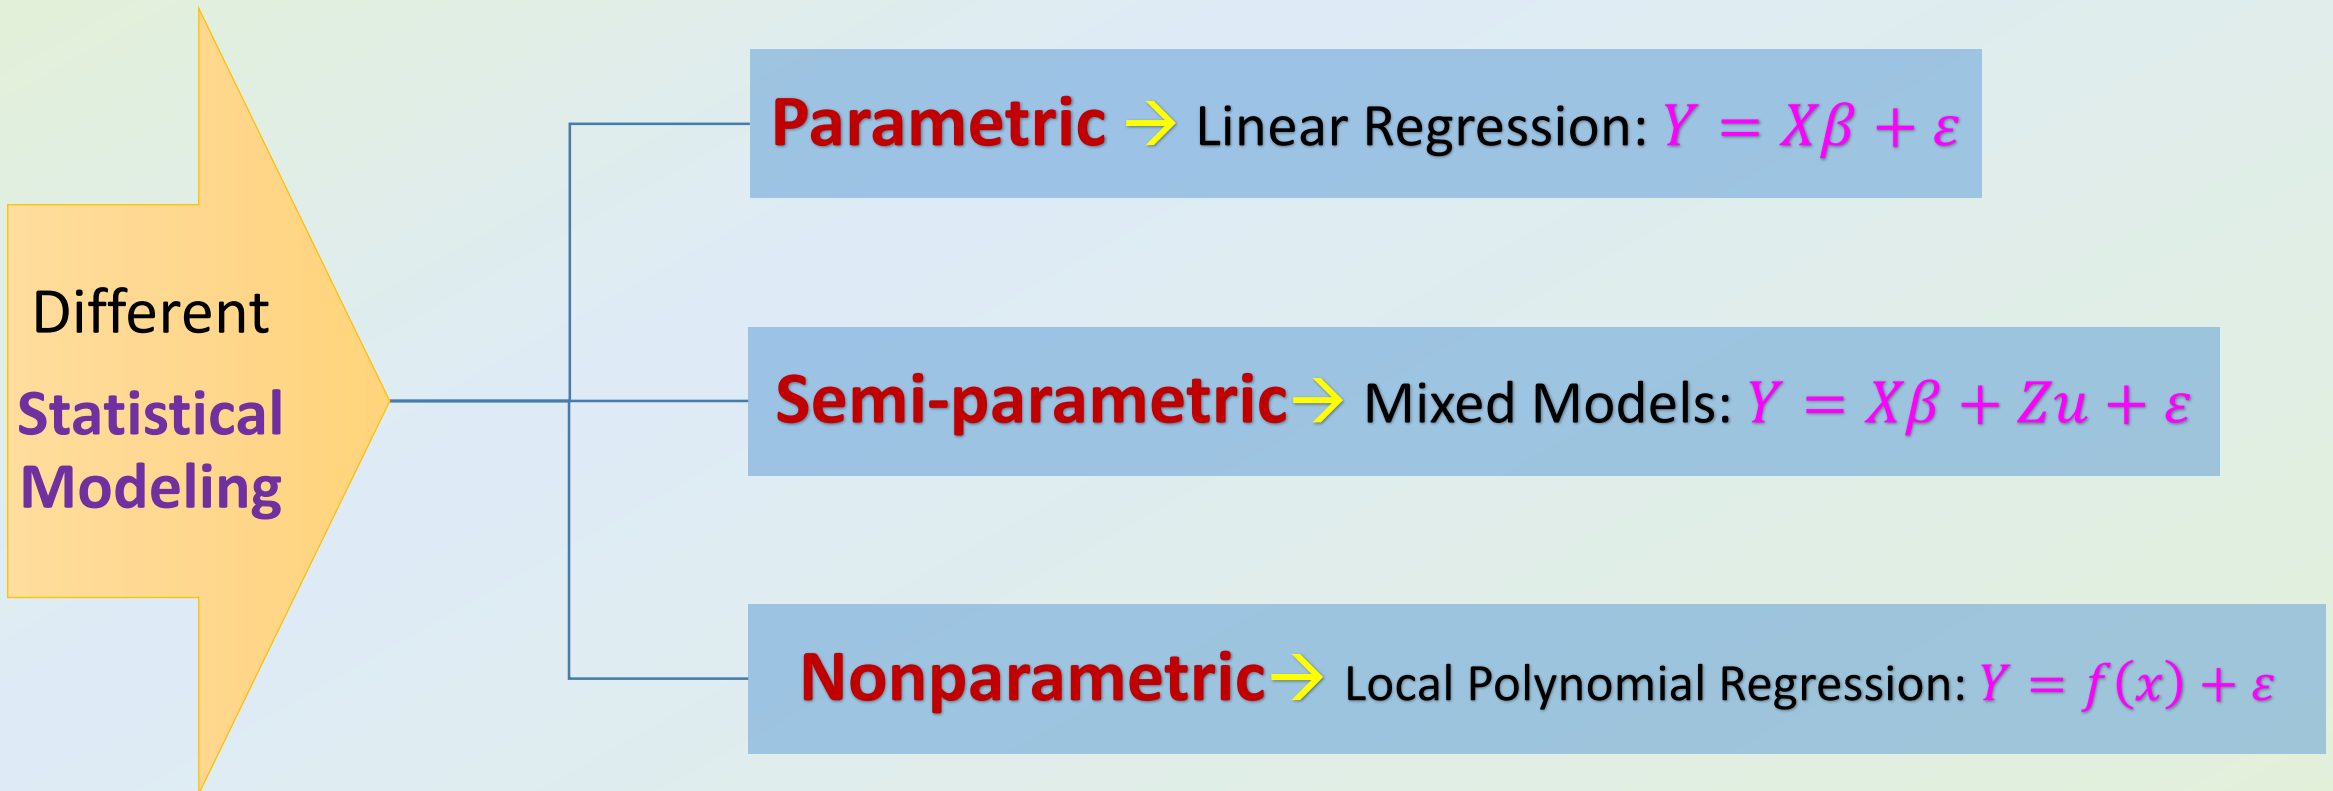 Different
Statistical
Modeling
Parametric → Linear Regression: 𝑌 = 𝑋𝛽 + 𝜀
Semi-parametric→ Mixed Models: 𝑌 = 𝑋𝛽 + 𝑍𝑢 + 𝜀
Nonparametric→ Local Polynomial Regression: 𝑌 = 𝑓(𝑥) + 𝜀